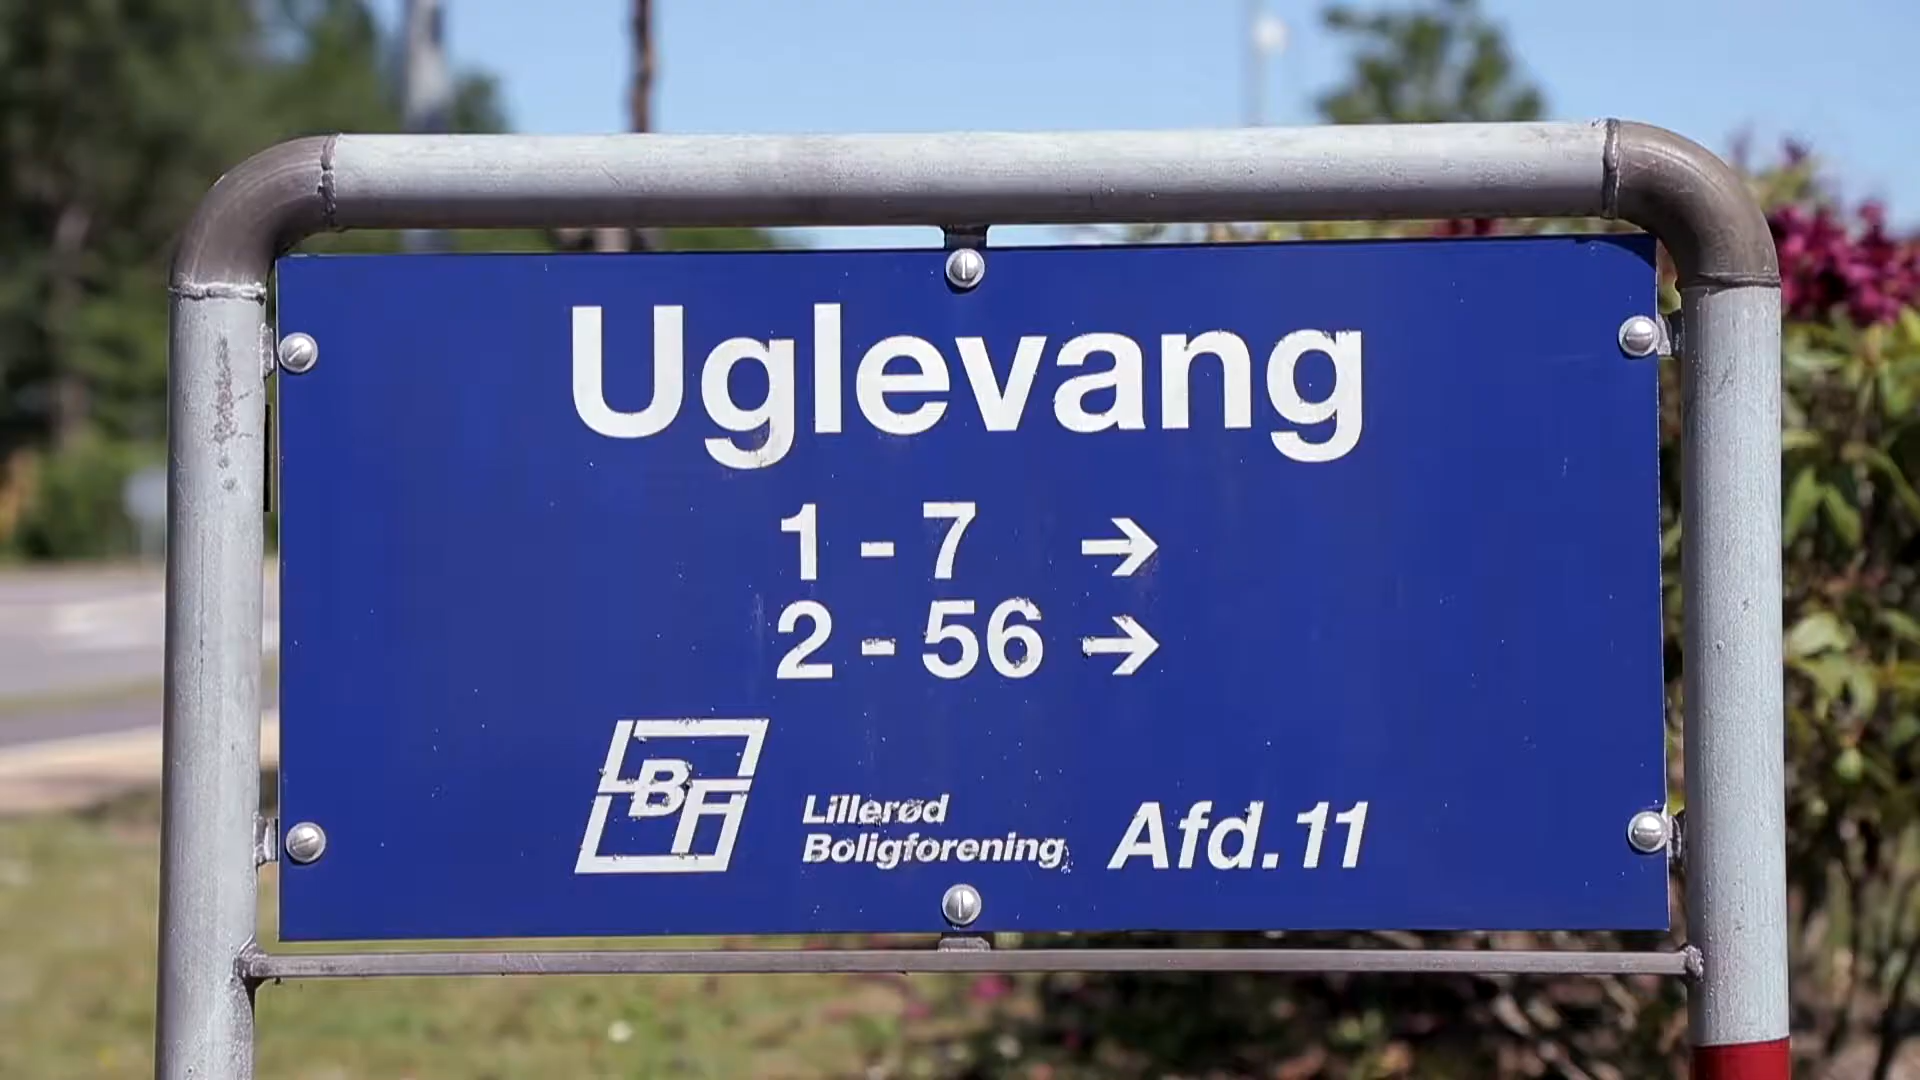 Uglevang
1 - 7 →
2 - 56 →
LBF
Lillerød
Boligforening
Afd. 11